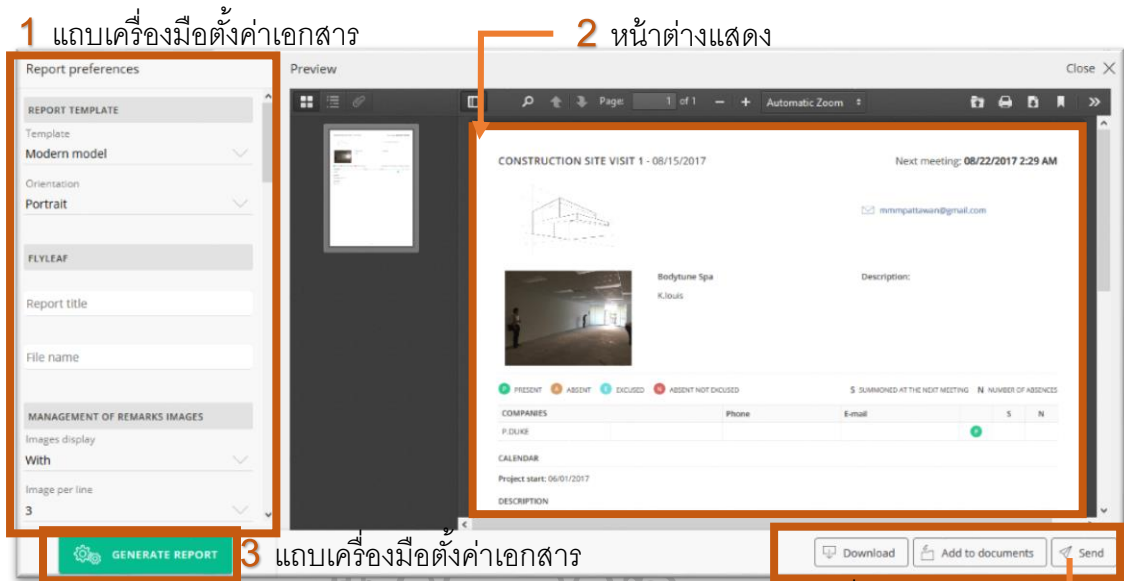 1 แถบเครื่องมือตั้งค่าเอกสาร
2 หน้าต่างแสดง
Report preferences
Preview
Close
REPORT TEMPLATE
Template
Modern model
Orientation
Portrait
FLYLEAF
Report title
File name
MANAGEMENT OF REMARKS IMAGES
Images display
With
Image per line
3
Page: 1 of 1
Automatic Zoom
CONSTRUCTION SITE VISIT 1 - 08/15/2017
Next meeting: 08/22/2017 2:29 AM
mmmpattawan@gmail.com
Bodytune Spa
K.louis
Description:
P PRESENT A ABSENT E EXCUSED N ABSENT NOT EXCUSED
S SUMMONED AT THE NEXT MEETING N NUMBER OF ABSENCES
COMPANIES Phone E-mail S N
P.DUKE P
CALENDAR
Project start: 06/01/2017
DESCRIPTION
GENERATE REPORT
3 แถบเครื่องมือตั้งค่าเอกสาร
Download
Add to documents
Send